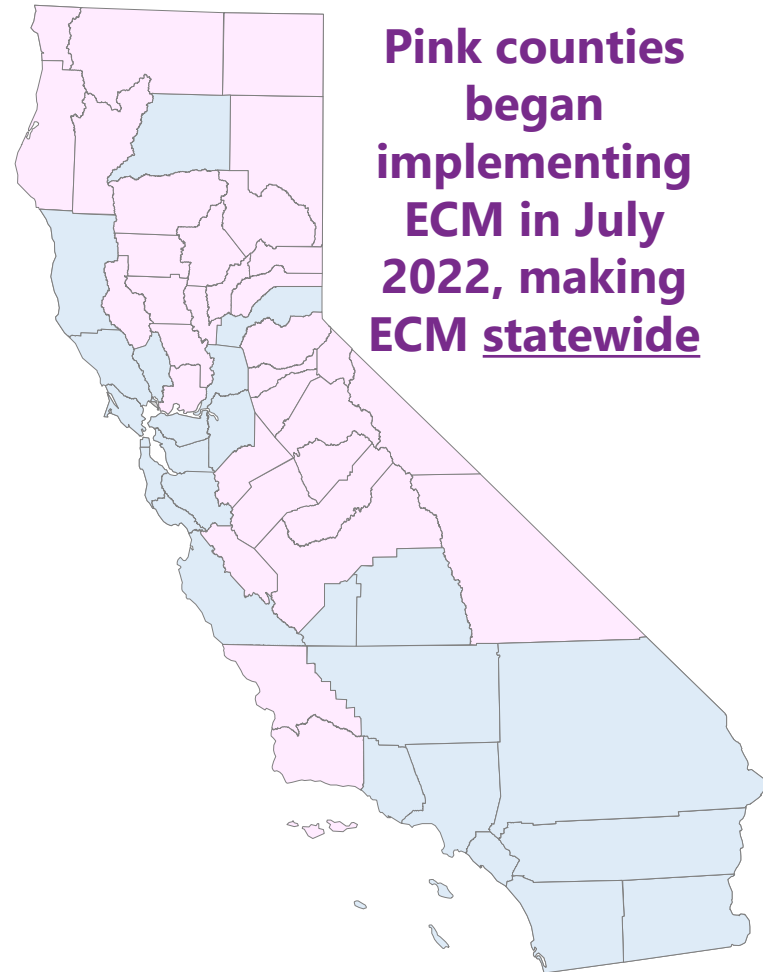 Pink counties
began
implementing
ECM in July
2022, making
ECM statewide